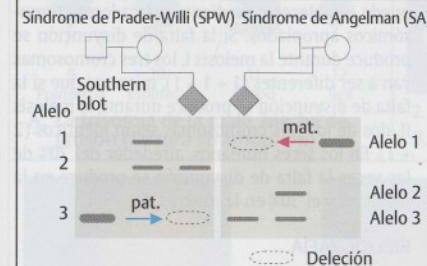 Síndrome de Prader-Willi (SPW) Síndrome de Angelman (SA)
Southern
blot
Alelo
mat.
Alelo 1
2
Alelo 2
3
pat.
Alelo 3
Deleción